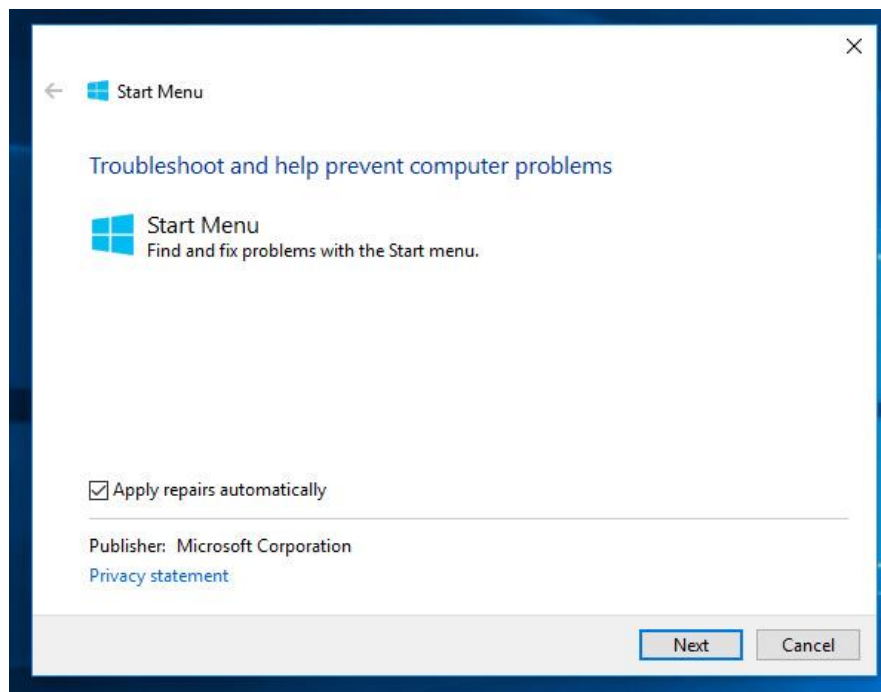 Start Menu
Troubleshoot and help prevent computer problems
Start Menu
Find and fix problems with the Start menu.
Apply repairs automatically
Publisher: Microsoft Corporation
Privacy statement
Next Cancel